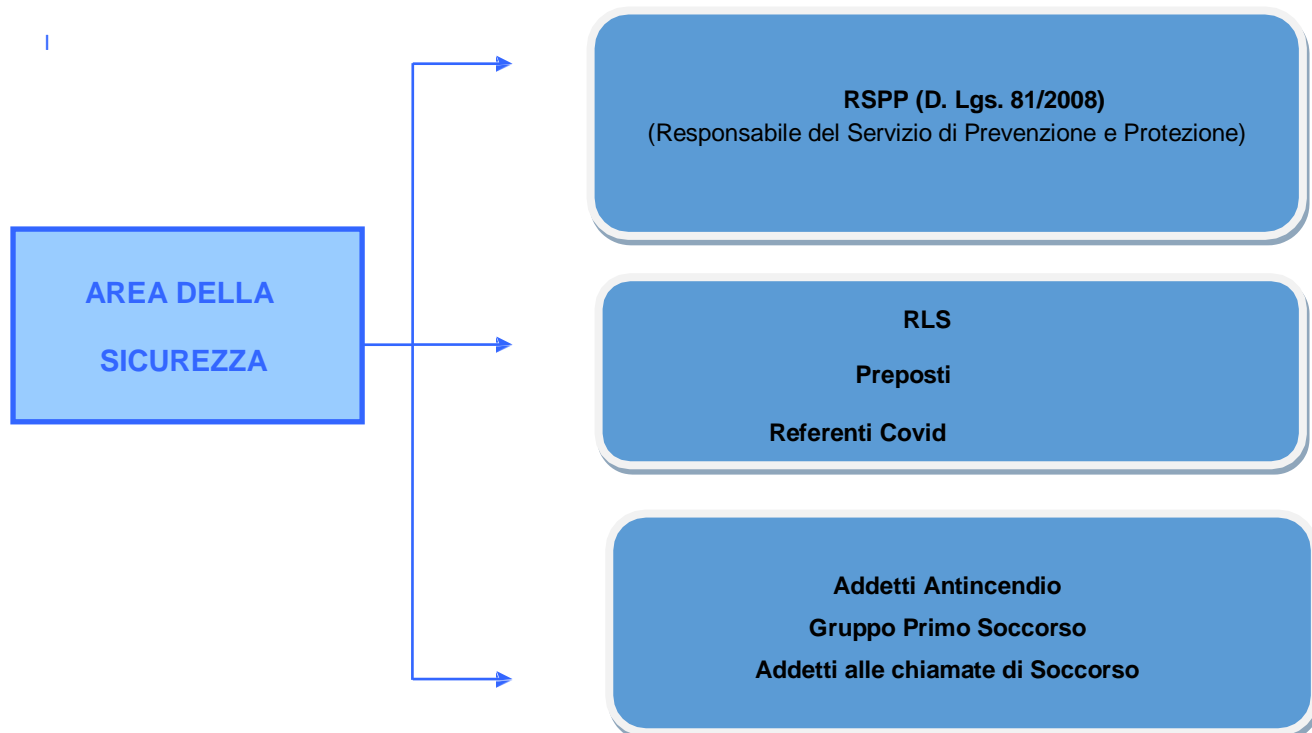 RSPP (D. Lgs. 81/2008)
(Responsabile del Servizio di Prevenzione e Protezione)
AREA DELLA
SICUREZZA
RLS
Preposti
Referenti Covid
Addetti Antincendio
Gruppo Primo Soccorso
Addetti alle chiamate di Soccorso